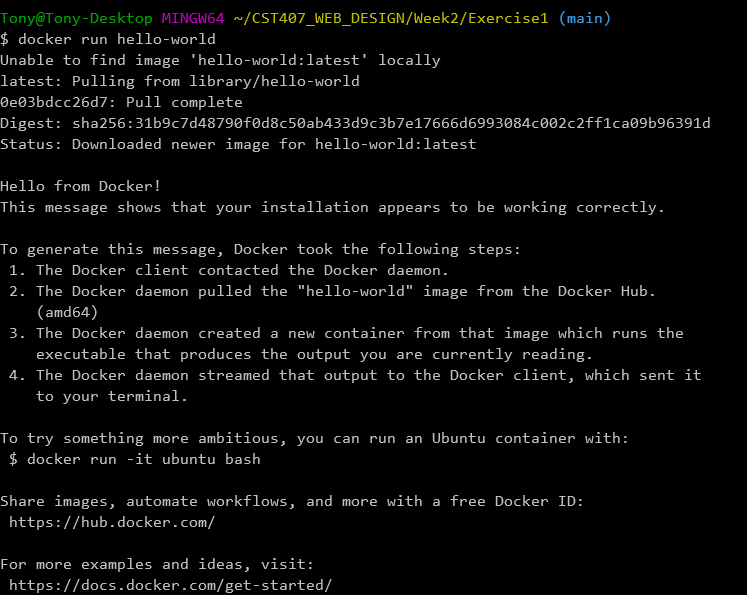 Tony@Tony-Desktop MINGW64 ~/CST407_WEB_DESIGN/Week2/Exercise1 (main)
$ docker run hello-world
Unable to find image 'hello-world:latest' locally
latest: Pulling from library/hello-world
0e03bdcc26d7: Pull complete
Digest: sha256:31b9c7d48790f0d8c50ab433d9c3b7e17666d6993084c002c2ff1ca09b96391d
Status: Downloaded newer image for hello-world:latest

Hello from Docker!
This message shows that your installation appears to be working correctly.

To generate this message, Docker took the following steps:
 1. The Docker client contacted the Docker daemon.
 2. The Docker daemon pulled the "hello-world" image from the Docker Hub.
    (amd64)
 3. The Docker daemon created a new container from that image which runs the
    executable that produces the output you are currently reading.
 4. The Docker daemon streamed that output to the Docker client, which sent it
    to your terminal.

To try something more ambitious, you can run an Ubuntu container with:
 $ docker run -it ubuntu bash

Share images, automate workflows, and more with a free Docker ID:
 https://hub.docker.com/

For more examples and ideas, visit:
 https://docs.docker.com/get-started/